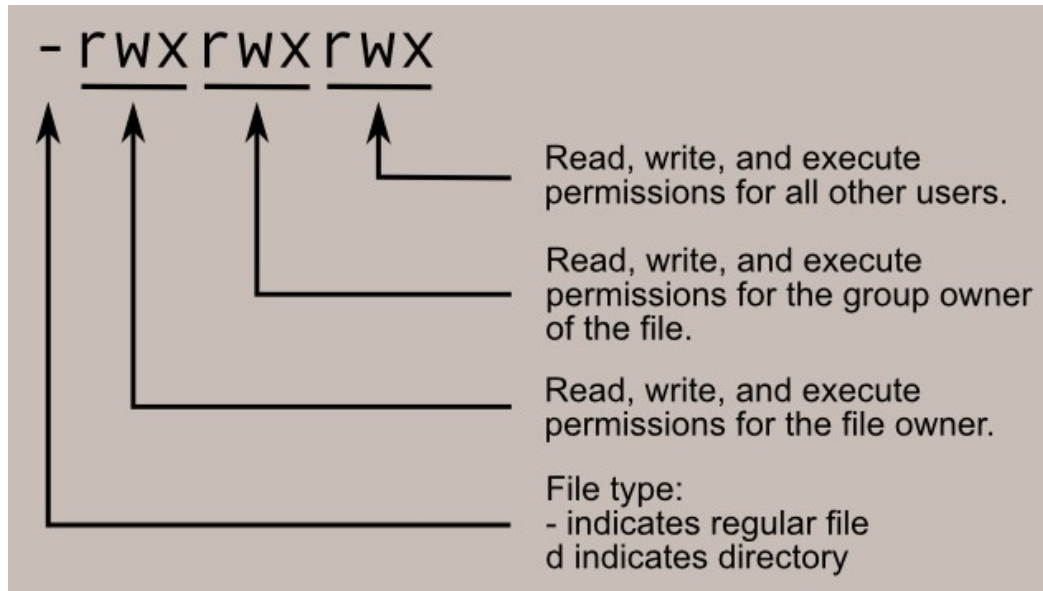 -rwxrwxrwx
Read, write, and execute
permissions for all other users.
Read, write, and execute
permissions for the group owner
of the file.
Read, write, and execute
permissions for the file owner.
File type:
- indicates regular file
d indicates directory